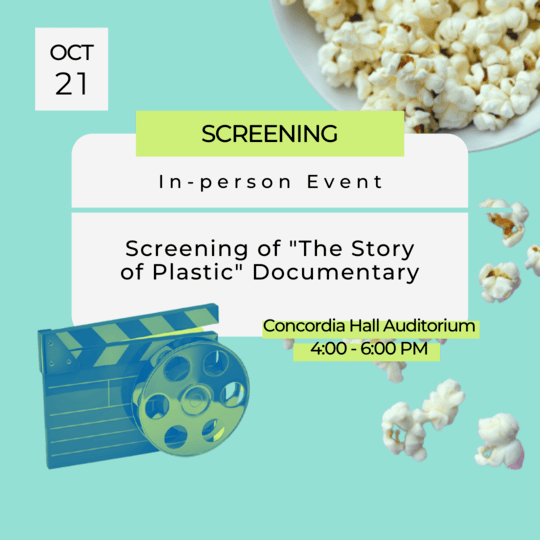 OCT
21
SCREENING
In-person Event
Screening of "The Story
of Plastic" Documentary
Concordia Hall Auditorium
4:00 - 6:00 PM